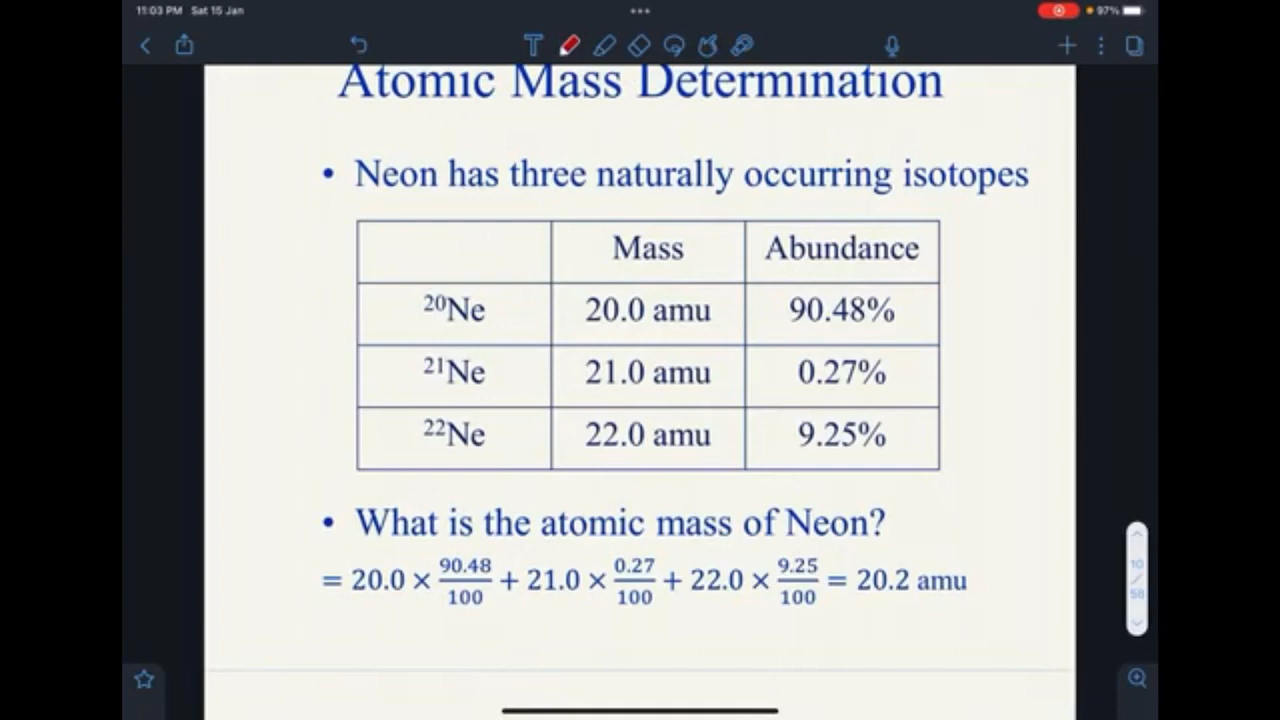 11:03 PM Sat 15 Jan
97%
Atomic Mass Determination
• Neon has three naturally occurring isotopes
Mass Abundance
²⁰Ne 20.0 amu 90.48%
²¹Ne 21.0 amu 0.27%
²²Ne 22.0 amu 9.25%
• What is the atomic mass of Neon?
= 20.0 × 90.48/100 + 21.0 × 0.27/100 + 22.0 × 9.25/100 = 20.2 amu
10 / 58